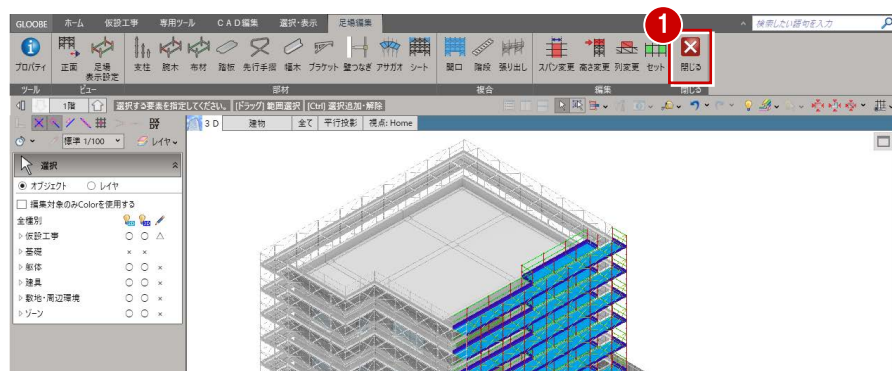 1
GLOOBE ホーム 仮設工事 専用ツール CAD編集 選択・表示 足場編集 検索したい語句を入力
プロパティ 正面 足場 表示設定 支柱 腕木 布材 踏板 先行手摺 幅木 ブラケット 壁つなぎ アサガオ シート 開口 階段 張り出し スパン変更 高さ変更 列変更 セット 閉じる
ツール ビュー 部材 複合 編集 閉じる
1階 選択する要素を指定してください。 [ドラッグ] 範囲選択 [Ctrl] 選択追加・解除
3D 建物 全て 平行投影 視点: Home
標準 1/100 レイヤ
選択
オブジェクト レイヤ
編集対象のみColorを使用する
全種別
仮設工事
基礎
躯体
建具
敷地・周辺環境
ゾーン